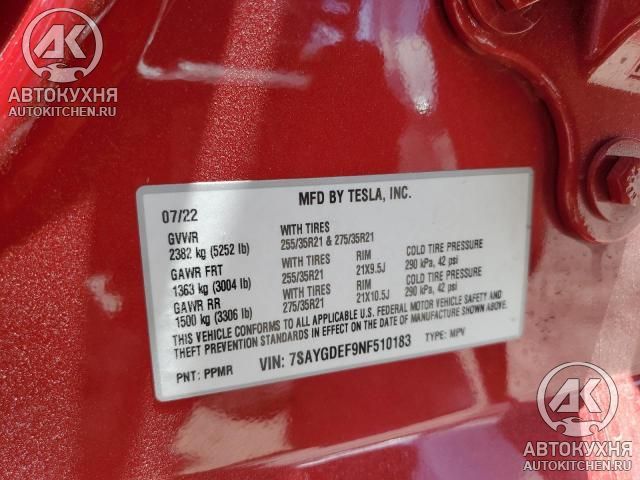 АК
АВТОКУХНЯ
AUTOKITCHEN.RU
MFD BY TESLA, INC.
07/22
GVWR
2382 kg (5252 lb)
WITH TIRES
255/35R21 & 275/35R21
GAWR FRT
1363 kg (3004 lb)
WITH TIRES
255/35R21
RIM
21X9.5J
COLD TIRE PRESSURE
290 kPa, 42 psi
GAWR RR
1500 kg (3306 lb)
WITH TIRES
275/35R21
RIM
21X10.5J
COLD TIRE PRESSURE
290 kPa, 42 psi
THIS VEHICLE CONFORMS TO ALL APPLICABLE U.S. FEDERAL MOTOR VEHICLE SAFETY AND
THEFT PREVENTION STANDARDS IN EFFECT ON THE DATE OF MANUFACTURE SHOWN ABOVE.
PNT: PPMR VIN: 7SAYGDEF9NF510183 TYPE: MPV
АК
АВТОКУХНЯ
AUTOKITCHEN.RU